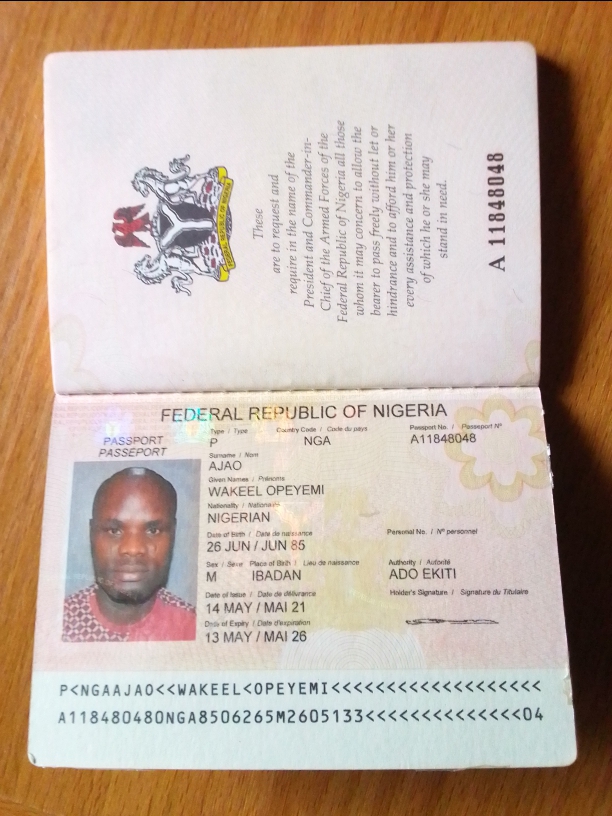 These
are to request and
require in the name of the
President and Commander-in-
Chief of the Armed Forces of the
Federal Republic of Nigeria all those
whom it may concern to allow the
bearer to pass freely without let or
hindrance and to afford him or her
every assistance and protection
of which he or she may
stand in need.
A 11848048
FEDERAL REPUBLIC OF NIGERIA
PASSPORT
PASSEPORT
Type / Type Country Code / Code du pays Passport No. / Passeport Nº
P NGA A11848048
Surname / Nom
AJAO
Given Names / Prénoms
WAKEEL OPEYEMI
Nationality / Nationalité
NIGERIAN
Date of Birth / Date de naissance Personal No. / Nº personnel
26 JUN / JUN 85
Sex / Sexe Place of Birth / Lieu de naissance Authority / Autorité
M IBADAN ADO EKITI
Date of Issue / Date de délivrance Holder's Signature / Signature du Titulaire
14 MAY / MAI 21
Date of Expiry / Date d'expiration
13 MAY / MAI 26
P<NGAAJAO<<WAKEEL<OPEYEMI<<<<<<<<<<<<<<<<<<<
A118480480NGA8506265M2605133<<<<<<<<<<<<<<04